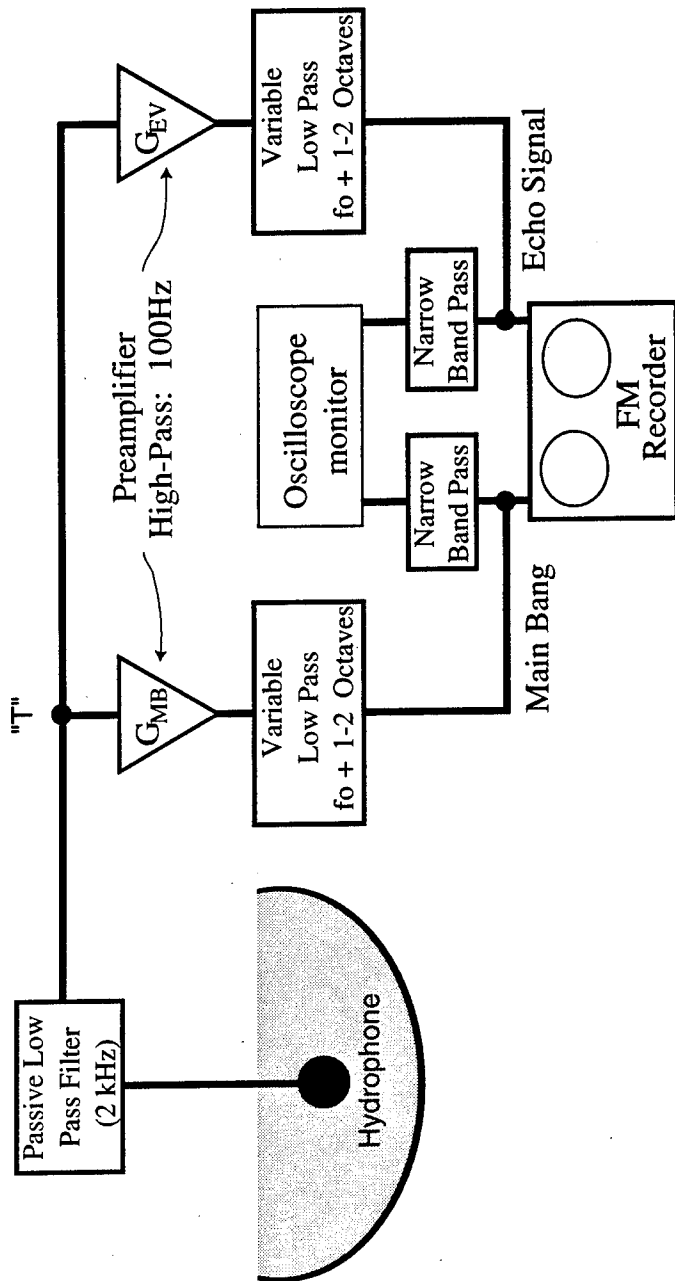 "T"
Passive Low
Pass Filter
(2 kHz)
Hydrophone
Preamplifier
High-Pass: 100Hz
GMB
GEV
Variable
Low Pass
fo + 1-2 Octaves
Variable
Low Pass
fo + 1-2 Octaves
Oscilloscope
monitor
Narrow
Band Pass
Narrow
Band Pass
Main Bang
Echo Signal
FM
Recorder